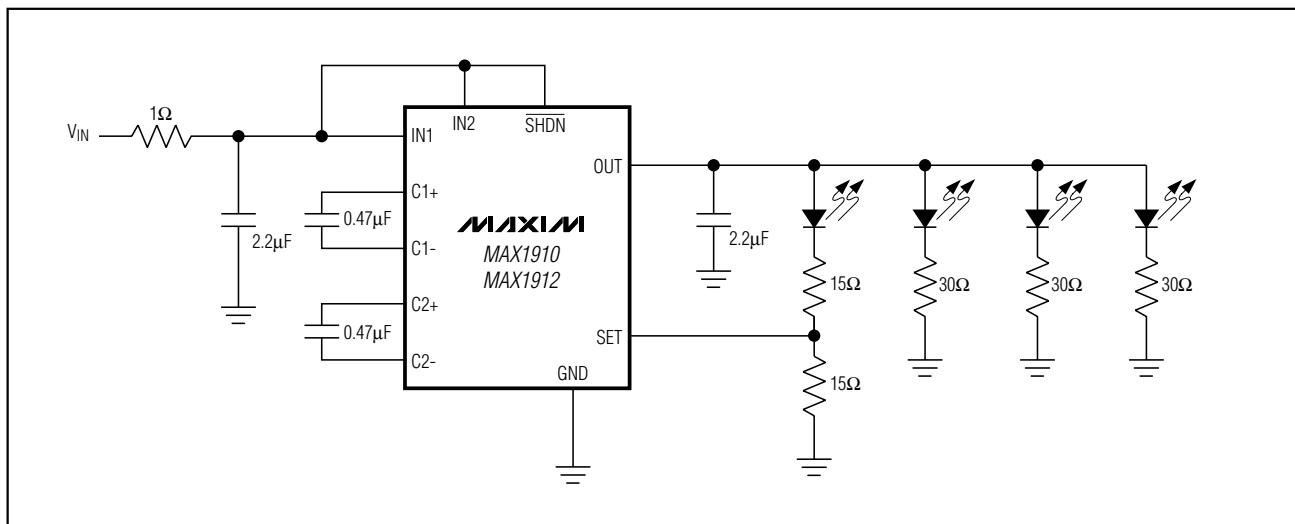 VIN
1Ω
2.2µF
IN1
IN2
SHDN
C1+
0.47µF
C1-
C2+
0.47µF
C2-
MAXIM
MAX1910
MAX1912
GND
OUT
SET
2.2µF
15Ω
15Ω
30Ω
30Ω
30Ω